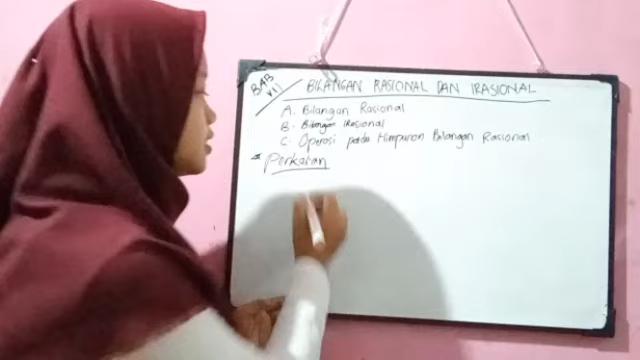 BAB VII
BILANGAN RASIONAL DAN IRASIONAL
A. Bilangan Rasional
B. Bilangan IRasional
C. Operasi pada Himpunan Bilangan Rasional
* Perkalian